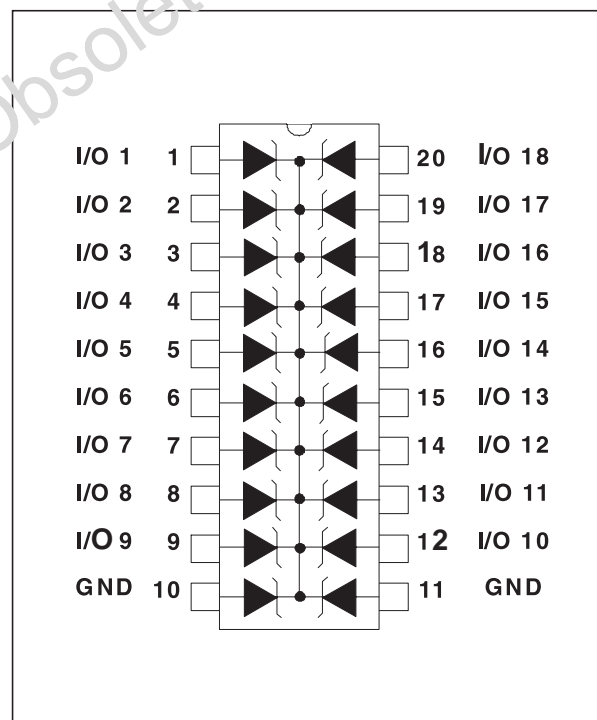 Obsolet
I/O 1 1 20 I/O 18
I/O 2 2 19 I/O 17
I/O 3 3 18 I/O 16
I/O 4 4 17 I/O 15
I/O 5 5 16 I/O 14
I/O 6 6 15 I/O 13
I/O 7 7 14 I/O 12
I/O 8 8 13 I/O 11
I/O 9 9 12 I/O 10
GND 10 11 GND